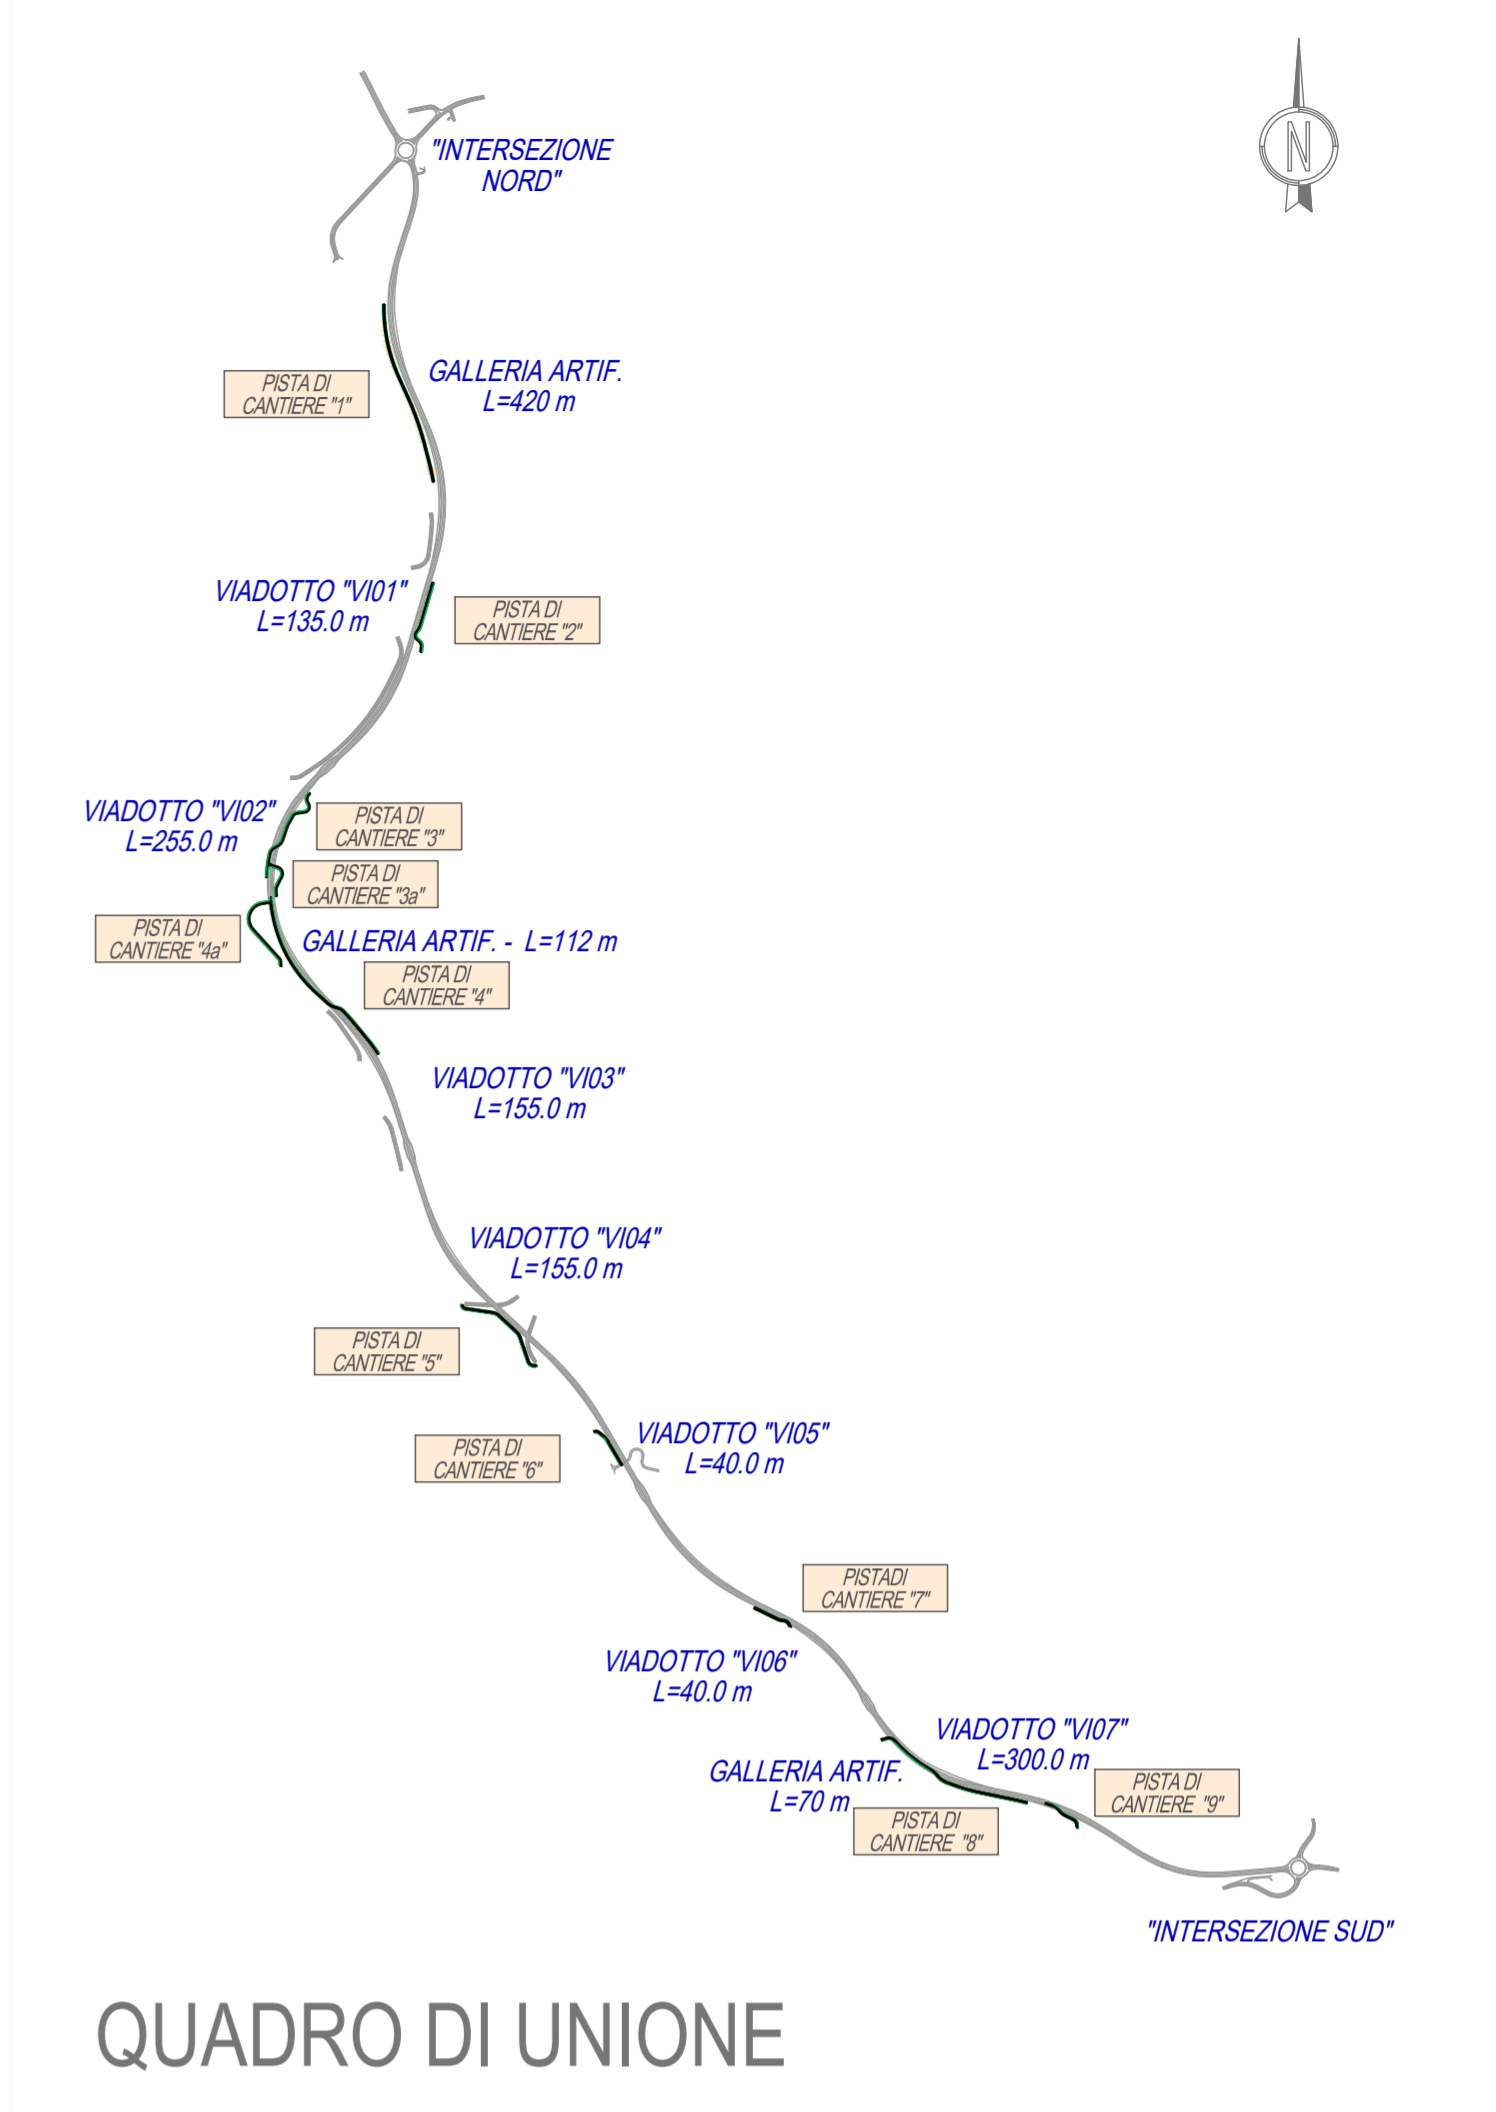 N
"INTERSEZIONE
NORD"
GALLERIA ARTIF.
L=420 m
PISTA DI
CANTIERE "1"
VIADOTTO "VI01"
L=135.0 m
PISTA DI
CANTIERE "2"
VIADOTTO "VI02"
L=255.0 m
PISTA DI
CANTIERE "3"
PISTA DI
CANTIERE "3a"
PISTA DI
CANTIERE "4a"
GALLERIA ARTIF. - L=112 m
PISTA DI
CANTIERE "4"
VIADOTTO "VI03"
L=155.0 m
VIADOTTO "VI04"
L=155.0 m
PISTA DI
CANTIERE "5"
VIADOTTO "VI05"
L=40.0 m
PISTA DI
CANTIERE "6"
PISTADI
CANTIERE "7"
VIADOTTO "VI06"
L=40.0 m
VIADOTTO "VI07"
L=300.0 m
GALLERIA ARTIF.
L=70 m
PISTA DI
CANTIERE "9"
PISTA DI
CANTIERE "8"
"INTERSEZIONE SUD"
QUADRO DI UNIONE